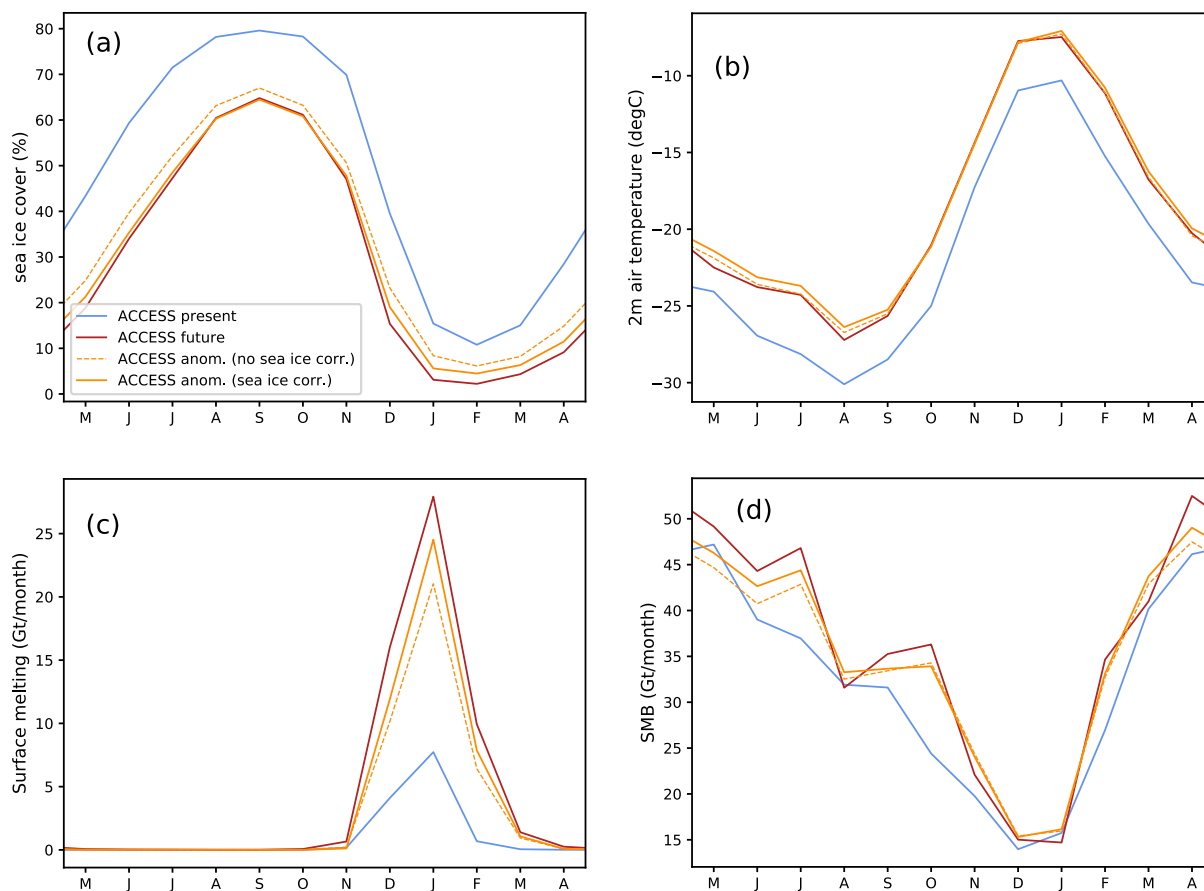 (a)
sea ice cover (%)
80
70
60
50
40
30
20
10
0
ACCESS present
ACCESS future
ACCESS anom. (no sea ice corr.)
ACCESS anom. (sea ice corr.)
M J J A S O N D J F M A
(b)
2m air temperature (degC)
−10
−15
−20
−25
−30
M J J A S O N D J F M A
(c)
Surface melting (Gt/month)
25
20
15
10
5
0
M J J A S O N D J F M A
(d)
SMB (Gt/month)
50
45
40
35
30
25
20
15
M J J A S O N D J F M A